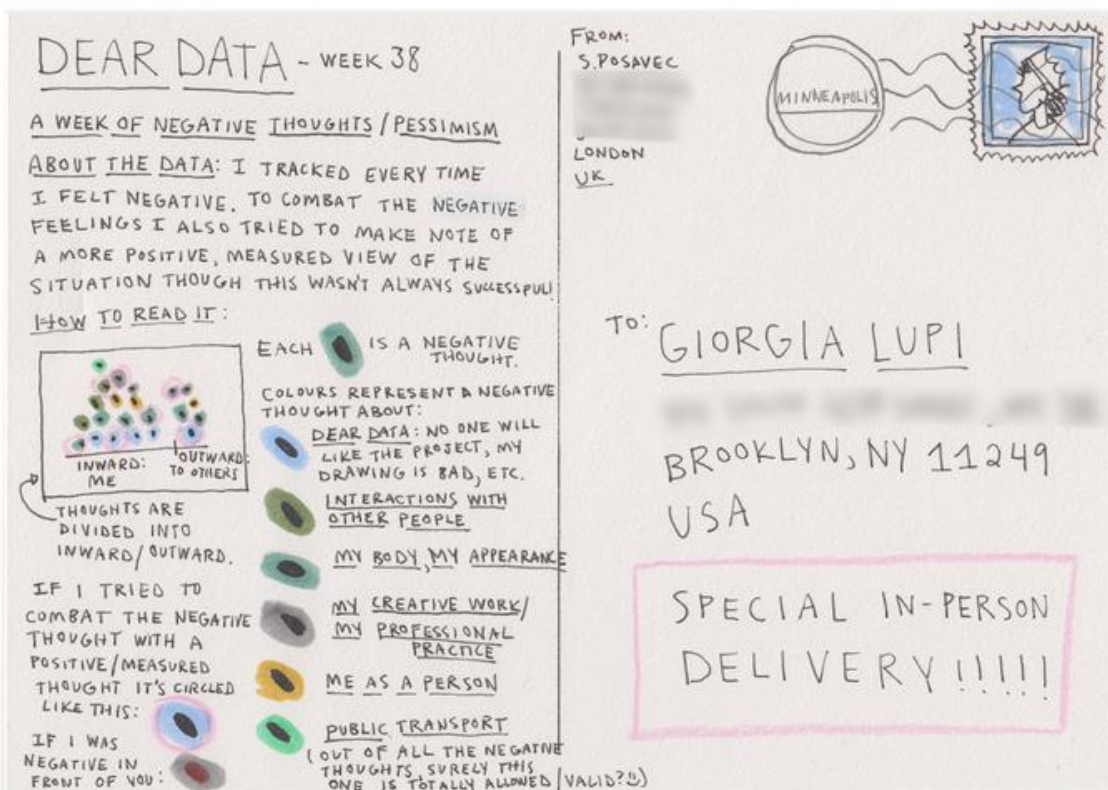 DEAR DATA - WEEK 38
A WEEK OF NEGATIVE THOUGHTS/PESSIMISM
ABOUT THE DATA: I TRACKED EVERY TIME
I FELT NEGATIVE. TO COMBAT THE NEGATIVE
FEELINGS I ALSO TRIED TO MAKE NOTE OF
A MORE POSITIVE, MEASURED VIEW OF THE
SITUATION THOUGH THIS WASN'T ALWAYS SUCCESSFUL!
HOW TO READ IT:
INWARD:
ME
OUTWARD:
TO OTHERS
THOUGHTS ARE
DIVIDED INTO
INWARD/OUTWARD.
IF I TRIED TO
COMBAT THE NEGATIVE
THOUGHT WITH A
POSITIVE/MEASURED
THOUGHT IT'S CIRCLED
LIKE THIS:
IF I WAS
NEGATIVE IN
FRONT OF YOU:
EACH IS A NEGATIVE
THOUGHT.
COLOURS REPRESENT A NEGATIVE
THOUGHT ABOUT:
DEAR DATA: NO ONE WILL
LIKE THE PROJECT, MY
DRAWING IS BAD, ETC.
INTERACTIONS WITH
OTHER PEOPLE
MY BODY, MY APPEARANCE
MY CREATIVE WORK/
MY PROFESSIONAL
PRACTICE
ME AS A PERSON
PUBLIC TRANSPORT
(OUT OF ALL THE NEGATIVE
THOUGHTS, SURELY THIS
ONE IS TOTALLY ALLOWED/VALID?☺)
FROM:
S.POSAVEC
LONDON
UK
MINNEAPOLIS
TO:
GIORGIA LUPI
BROOKLYN, NY 11249
USA
SPECIAL IN-PERSON
DELIVERY!!!!!